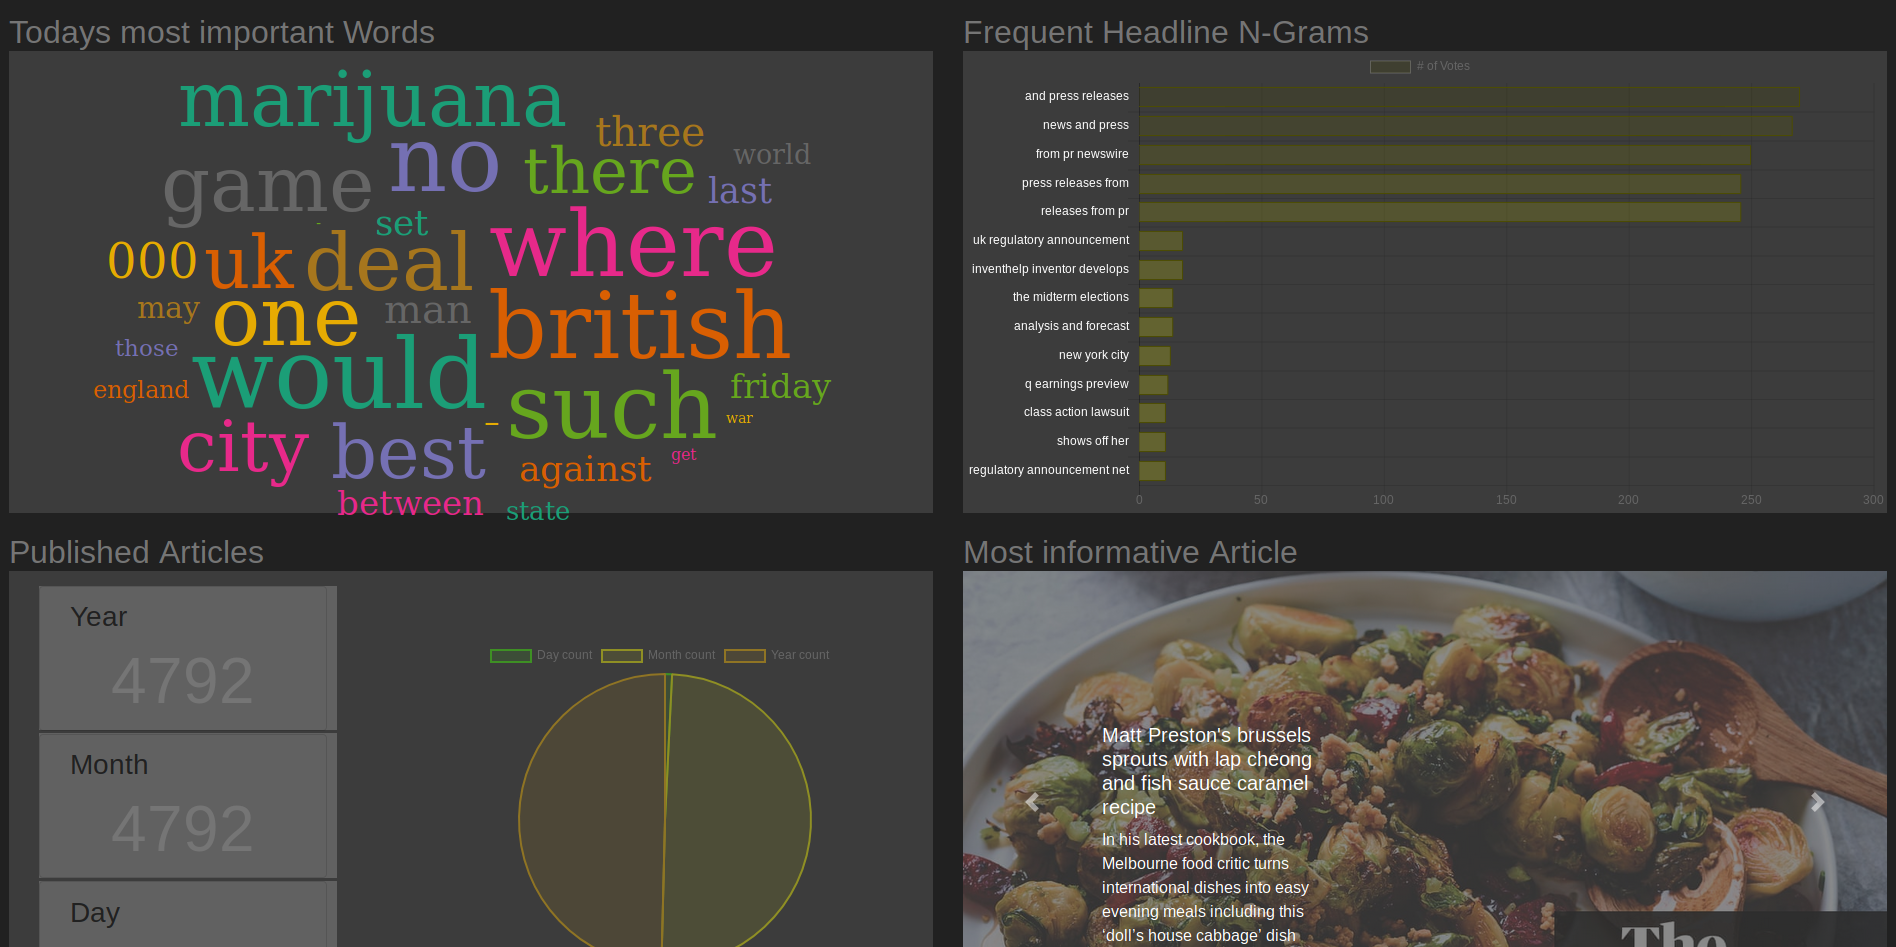 Todays most important Words
marijuana
three
no
there
world
game
last
set
-
where
000
uk
deal
may
one
man
british
those
would
england
such
friday
_
war
city
best
against
get
between
state
Frequent Headline N-Grams
# of Votes
and press releases
news and press
from pr newswire
press releases from
releases from pr
uk regulatory announcement
inventhelp inventor develops
the midterm elections
analysis and forecast
new york city
q earnings preview
class action lawsuit
shows off her
regulatory announcement net
0 50 100 150 200 250 300
Published Articles
Year
4792
Month
4792
Day
Day count Month count Year count
Most informative Article
Matt Preston's brussels
sprouts with lap cheong
and fish sauce caramel
recipe
In his latest cookbook, the
Melbourne food critic turns
international dishes into easy
evening meals including this
‘doll’s house cabbage’ dish
The